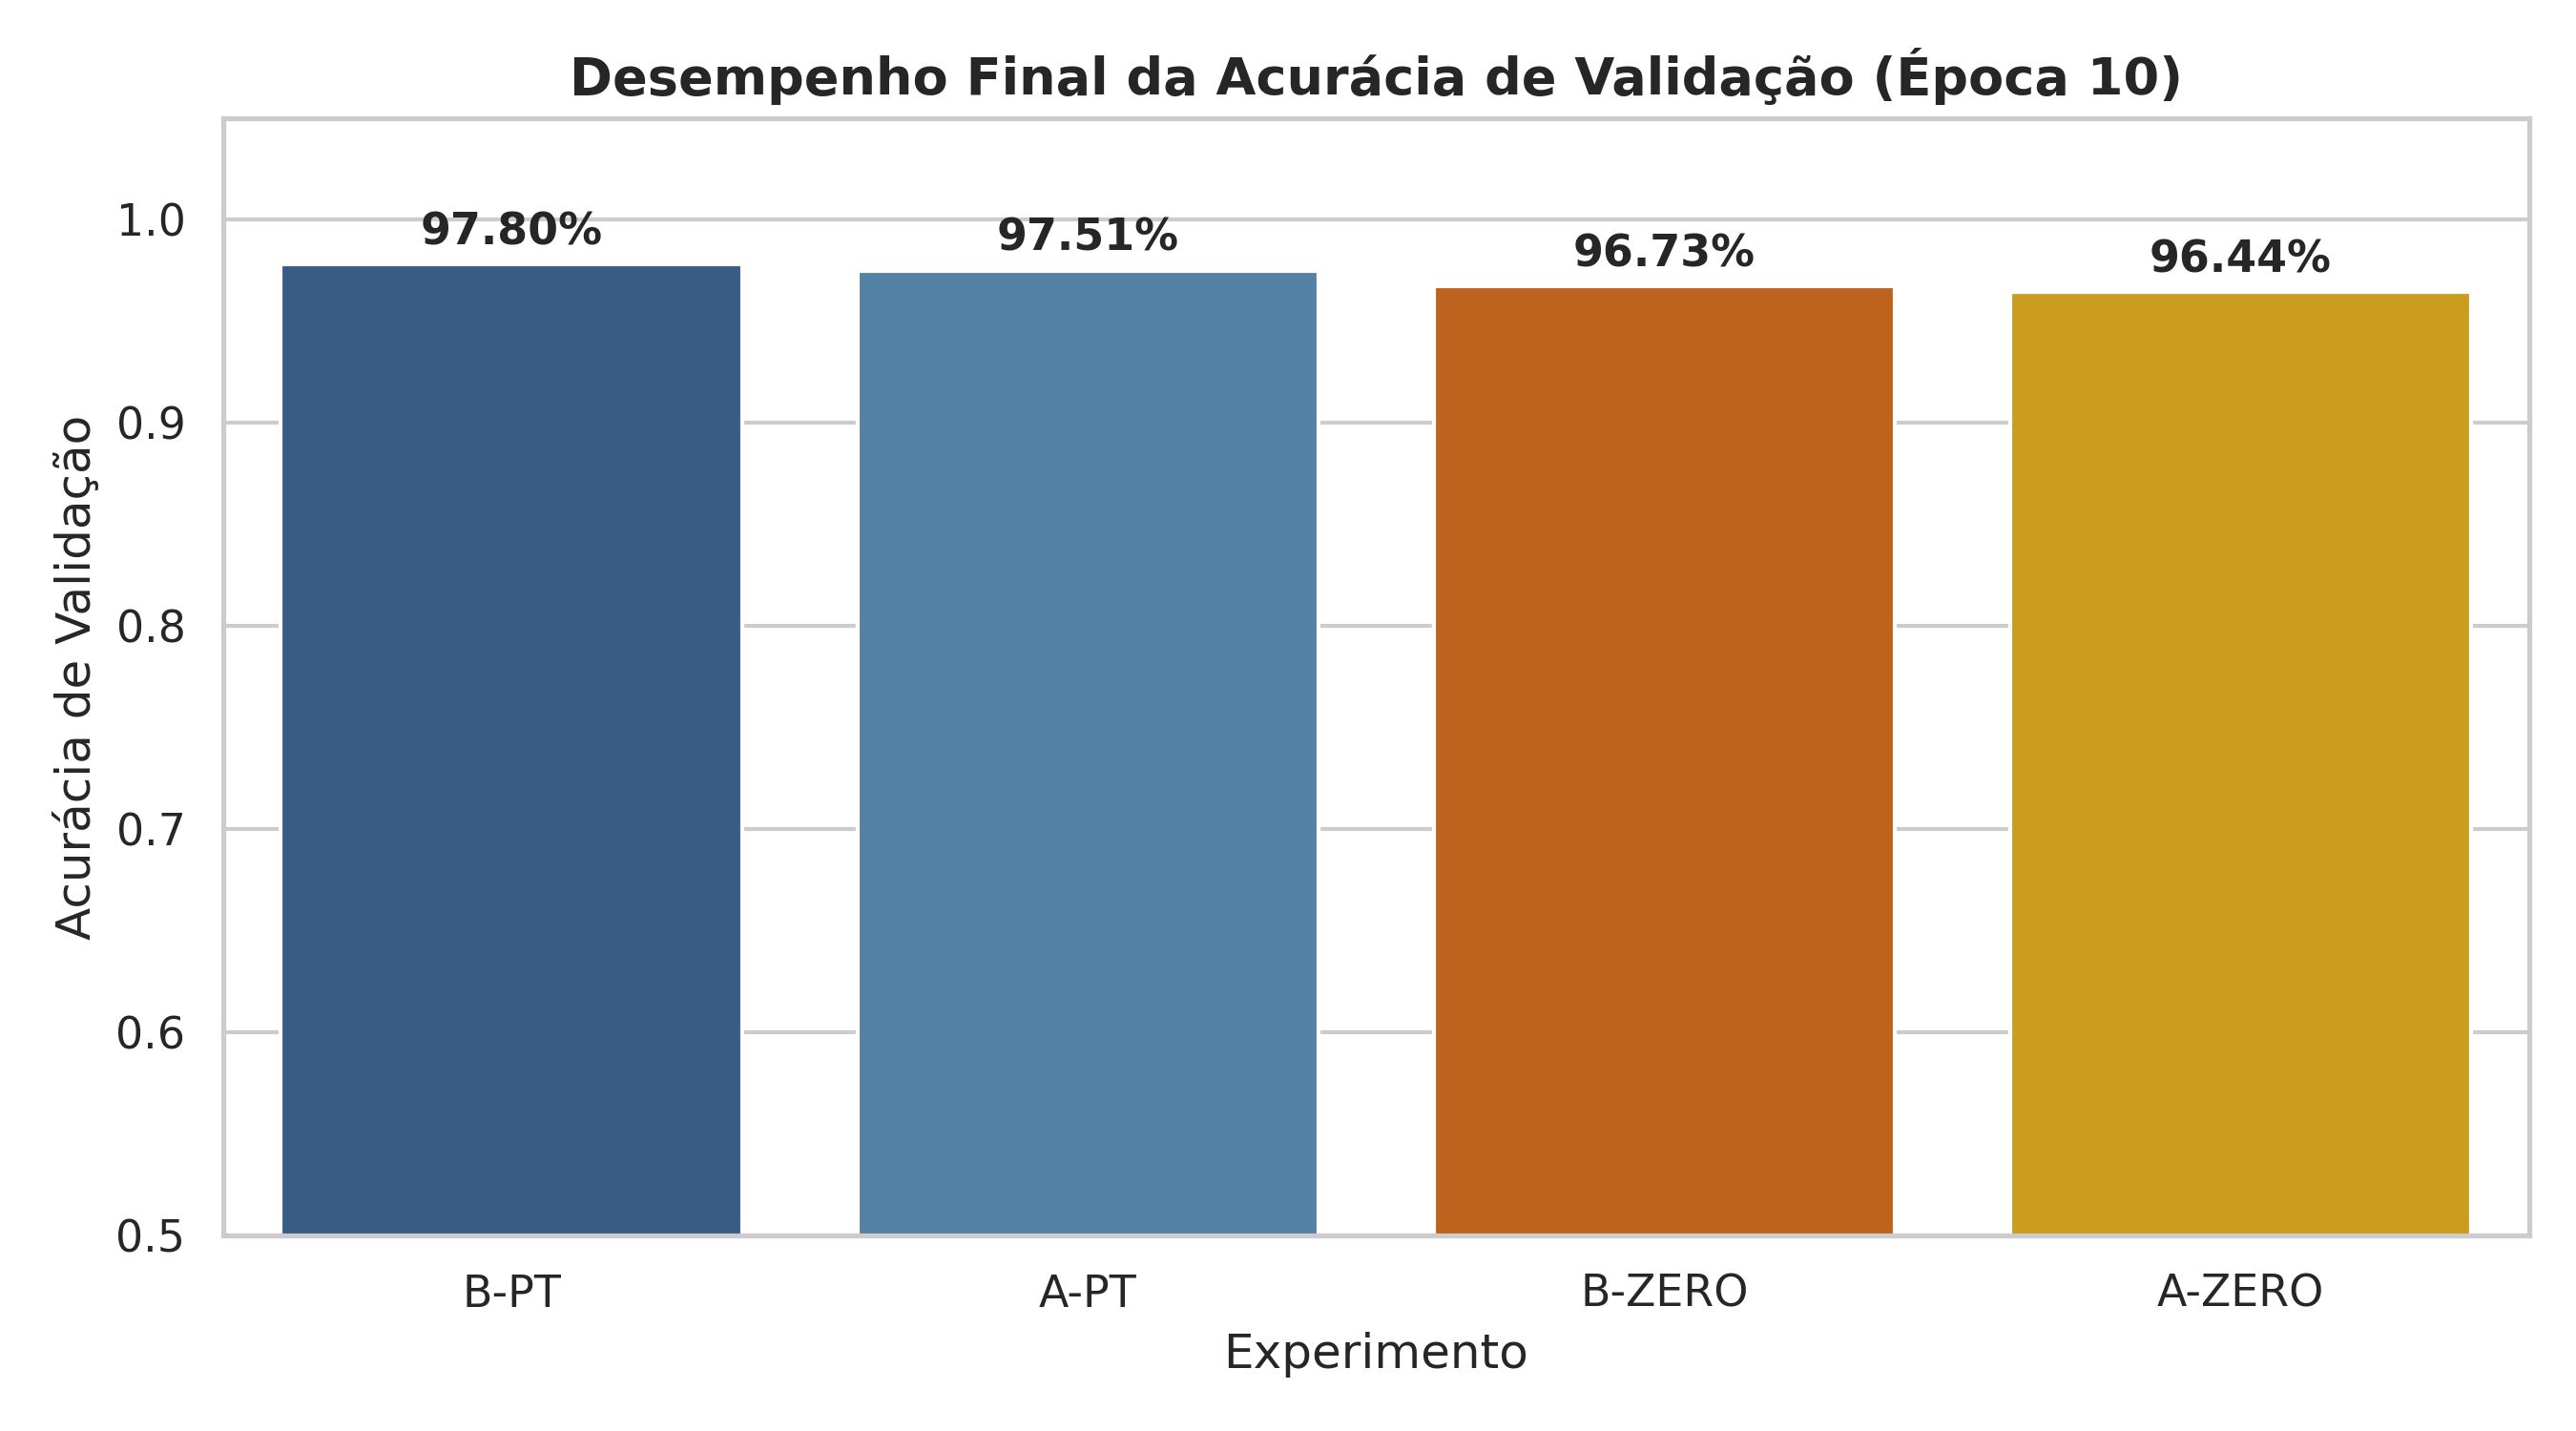 Desempenho Final da Acurácia de Validação (Época 10)
Acurácia de Validação
1.0
0.9
0.8
0.7
0.6
0.5
97.80%
97.51%
96.73%
96.44%
B-PT
A-PT
B-ZERO
A-ZERO
Experimento